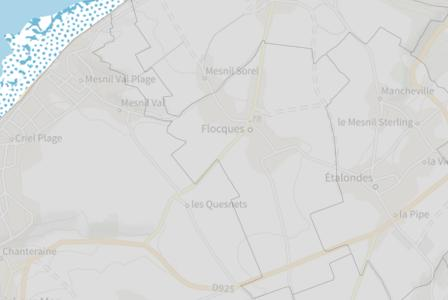 Mesnil Sorel
Mesnil Val Plage
Mancheville
Mesnil Val
le Mesnil Sterling
Flocques
Criel Plage
Étalondes
les Quesnets
la Pipe
Chanteraine
D925